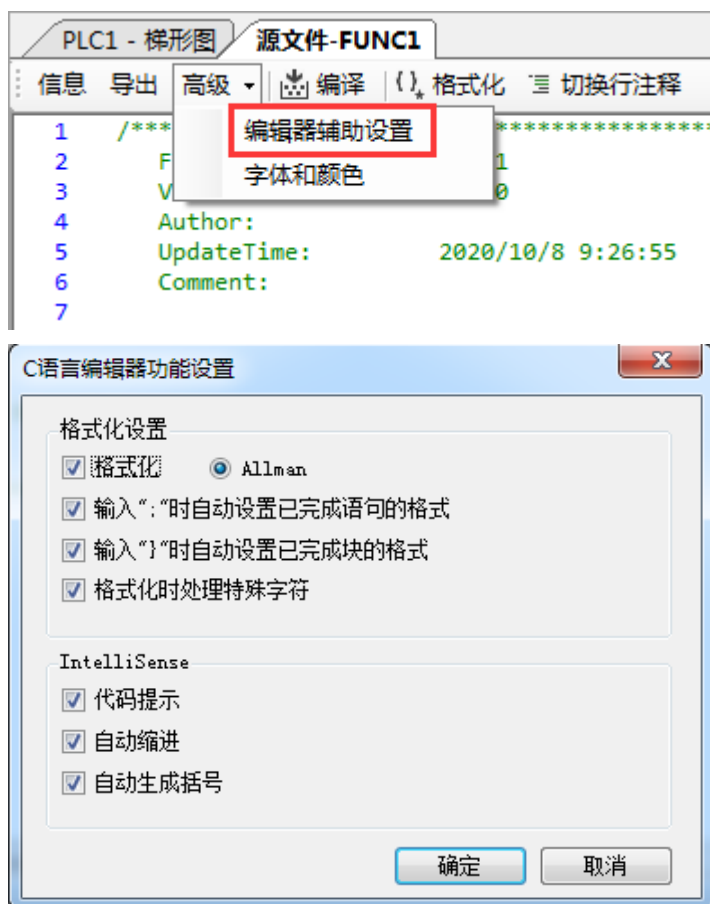 PLC1 - 梯形图 源文件-FUNC1
信息 导出 高级 编译 {} 格式化 切换行注释
1 /*** 编辑器辅助设置 ******************
2 F 1
字体和颜色
3 V 0
4 Author:
5 UpdateTime: 2020/10/8 9:26:55
6 Comment:
7
C语言编辑器功能设置
格式化设置
格式化 Allman
输入“;”时自动设置已完成语句的格式
输入“}”时自动设置已完成块的格式
格式化时处理特殊字符
IntelliSense
代码提示
自动缩进
自动生成括号
确定 取消